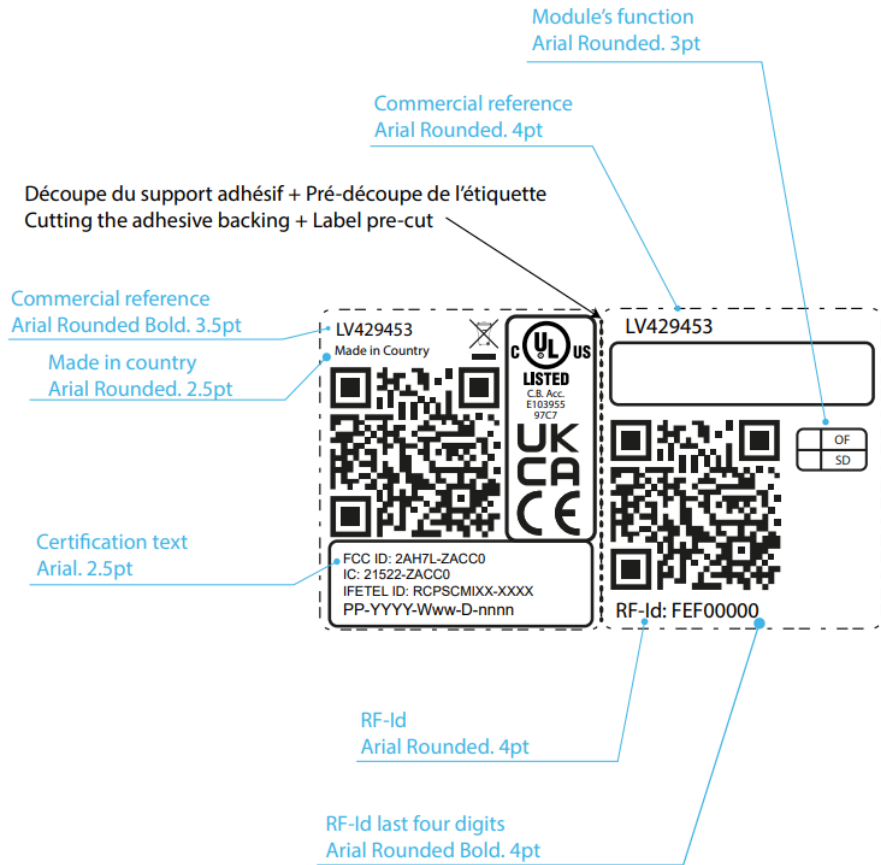 Module's function
Arial Rounded. 3pt
Commercial reference
Arial Rounded. 4pt
Découpe du support adhésif + Pré-découpe de l'étiquette
Cutting the adhesive backing + Label pre-cut
Commercial reference
Arial Rounded Bold. 3.5pt
Made in country
Arial Rounded. 2.5pt
LV429453
Made in Country
C UL US
LISTED
C.B. Acc.
E103955
97C7
UK
CA
CE
LV429453
OF
SD
Certification text
Arial. 2.5pt
FCC ID: 2AH7L-ZACC0
IC: 21522-ZACC0
IFETEL ID: RCPSCMIXX-XXXX
PP-YYYY-Www-D-nnnn
RF-Id: FEF00000
RF-Id
Arial Rounded. 4pt
RF-Id last four digits
Arial Rounded Bold. 4pt